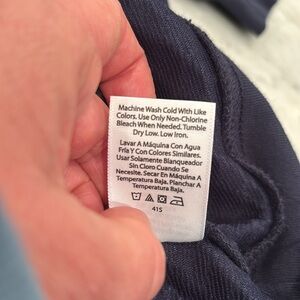 Machine Wash Cold With Like
Colors. Use Only Non-Chlorine
Bleach When Needed. Tumble
Dry Low. Low Iron.
Lavar A Máquina Con Agua
Fría Y Con Colores Similares.
Usar Solamente Blanqueador
Sin Cloro Cuando Se
Necesite. Secar En Máquina A
Temperatura Baja. Planchar A
Temperatura Baja.
415